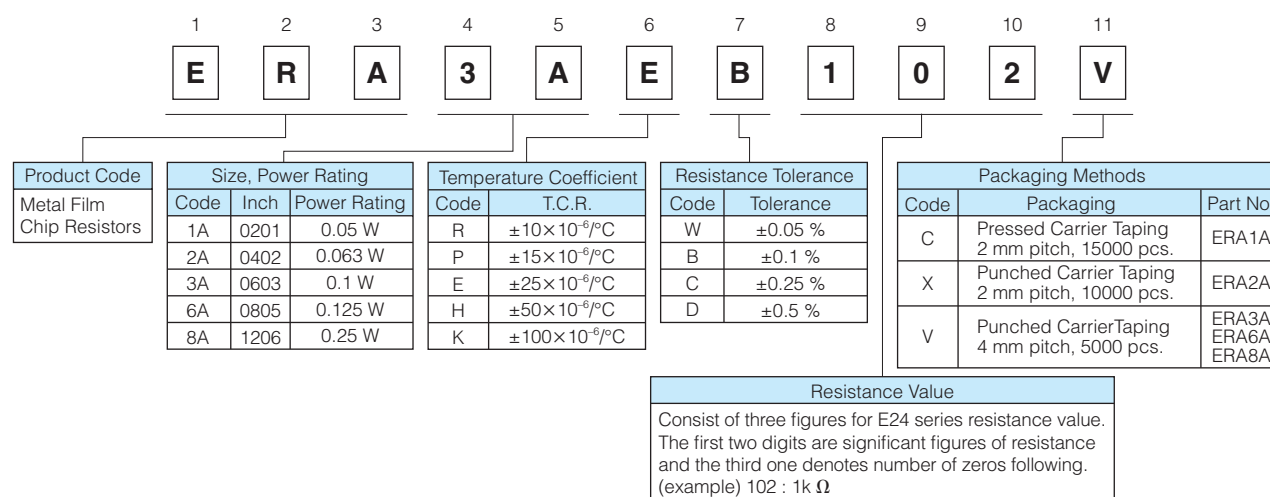 1 2 3 4 5 6 7 8 9 10 11
E R A 3 A E B 1 0 2 V
Product Code
Metal Film
Chip Resistors
Size, Power Rating
Code Inch Power Rating
1A 0201 0.05 W
2A 0402 0.063 W
3A 0603 0.1 W
6A 0805 0.125 W
8A 1206 0.25 W
Temperature Coefficient
Code T.C.R.
R ±10×10⁻⁶/°C
P ±15×10⁻⁶/°C
E ±25×10⁻⁶/°C
H ±50×10⁻⁶/°C
K ±100×10⁻⁶/°C
Resistance Tolerance
Code Tolerance
W ±0.05 %
B ±0.1 %
C ±0.25 %
D ±0.5 %
Packaging Methods
Code Packaging Part No
C Pressed Carrier Taping
2 mm pitch, 15000 pcs. ERA1A
X Punched Carrier Taping
2 mm pitch, 10000 pcs. ERA2A
V Punched CarrierTaping
4 mm pitch, 5000 pcs. ERA3A
ERA6A
ERA8A
Resistance Value
Consist of three figures for E24 series resistance value.
The first two digits are significant figures of resistance
and the third one denotes number of zeros following.
(example) 102 : 1k Ω